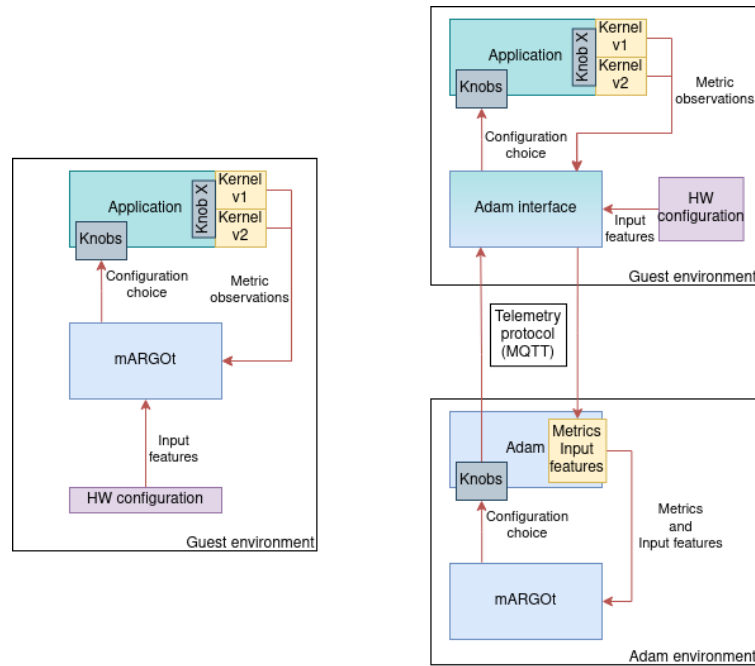 Application
Knob X
Kernel
v1
Kernel
v2
Knobs
Configuration
choice
Metric
observations
mARGOt
Input
features
HW configuration
Guest environment
Application
Knob X
Kernel
v1
Kernel
v2
Knobs
Metric
observations
Configuration
choice
Adam interface
HW
configuration
Input
features
Guest environment
Telemetry
protocol
(MQTT)
Adam
Metrics
Input
features
Knobs
Configuration
choice
Metrics
and
Input features
mARGOt
Adam environment